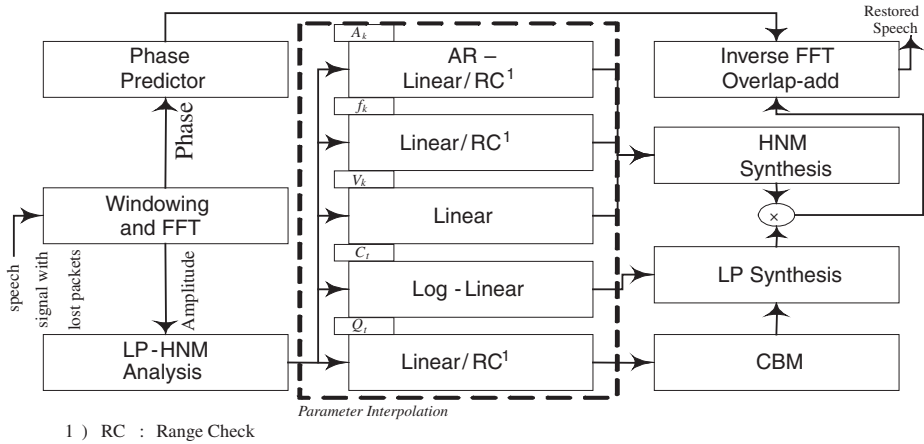 Restored
Speech
Phase
Predictor
Phase
Windowing
and FFT
speech
signal with
lost packets
Amplitude
LP-HNM
Analysis
A_k
AR –
Linear/RC¹
f_k
Linear/RC¹
V_k
Linear
C_t
Log-Linear
Q_t
Linear/RC¹
Parameter Interpolation
Inverse FFT
Overlap-add
HNM
Synthesis
×
LP Synthesis
CBM
1 ) RC : Range Check